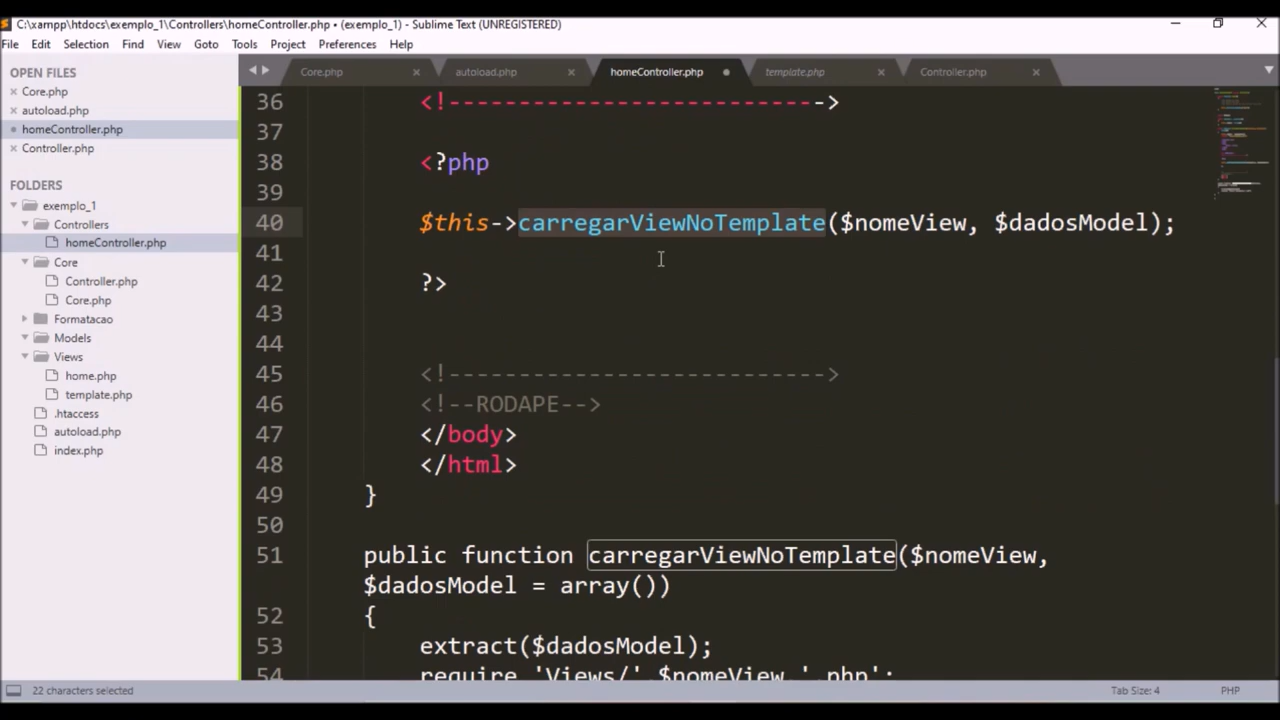 C:\xampp\htdocs\exemplo_1\Controllers\homeController.php • (exemplo_1) - Sublime Text (UNREGISTERED)
File Edit Selection Find View Goto Tools Project Preferences Help
OPEN FILES
Core.php
autoload.php
homeController.php
Controller.php
FOLDERS
exemplo_1
Controllers
homeController.php
Core
Controller.php
Core.php
Formatacao
Models
Views
home.php
template.php
.htaccess
autoload.php
index.php
Core.php × autoload.php × homeController.php • template.php × Controller.php ×
36 <!--------------------------->
37
38 <?php
39
40 $this->carregarViewNoTemplate($nomeView, $dadosModel);
41
42 ?>
43
44
45 <!--------------------------->
46 <!--RODAPE-->
47 </body>
48 </html>
49 }
50
51 public function carregarViewNoTemplate($nomeView,
$dadosModel = array())
52 {
53 extract($dadosModel);
54 require 'Views/'.$nomeView.'.php';
22 characters selected
Tab Size: 4
PHP